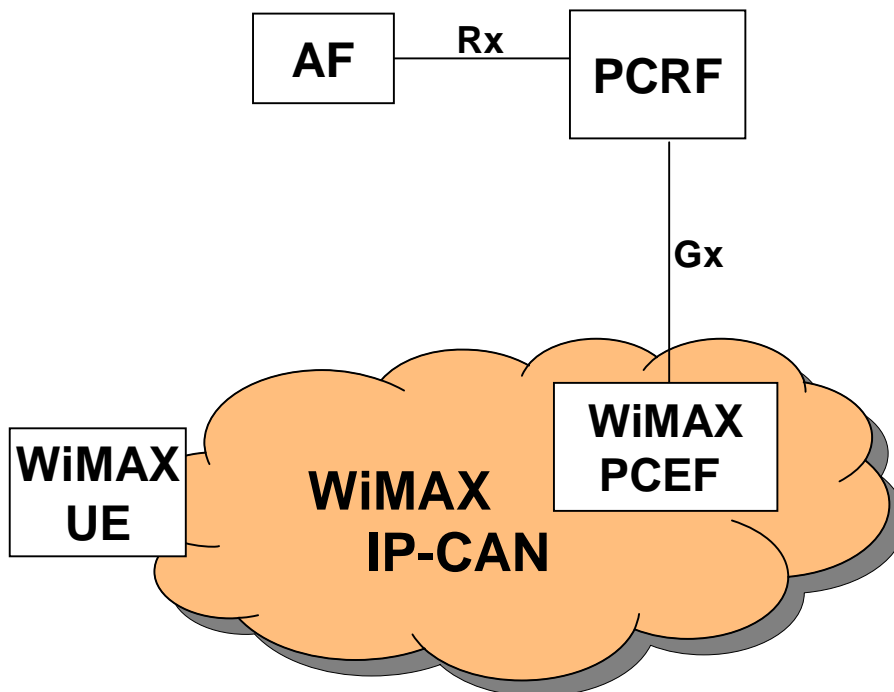 AF
Rx
PCRF
Gx
WiMAX
PCEF
WiMAX
UE
WiMAX
IP-CAN